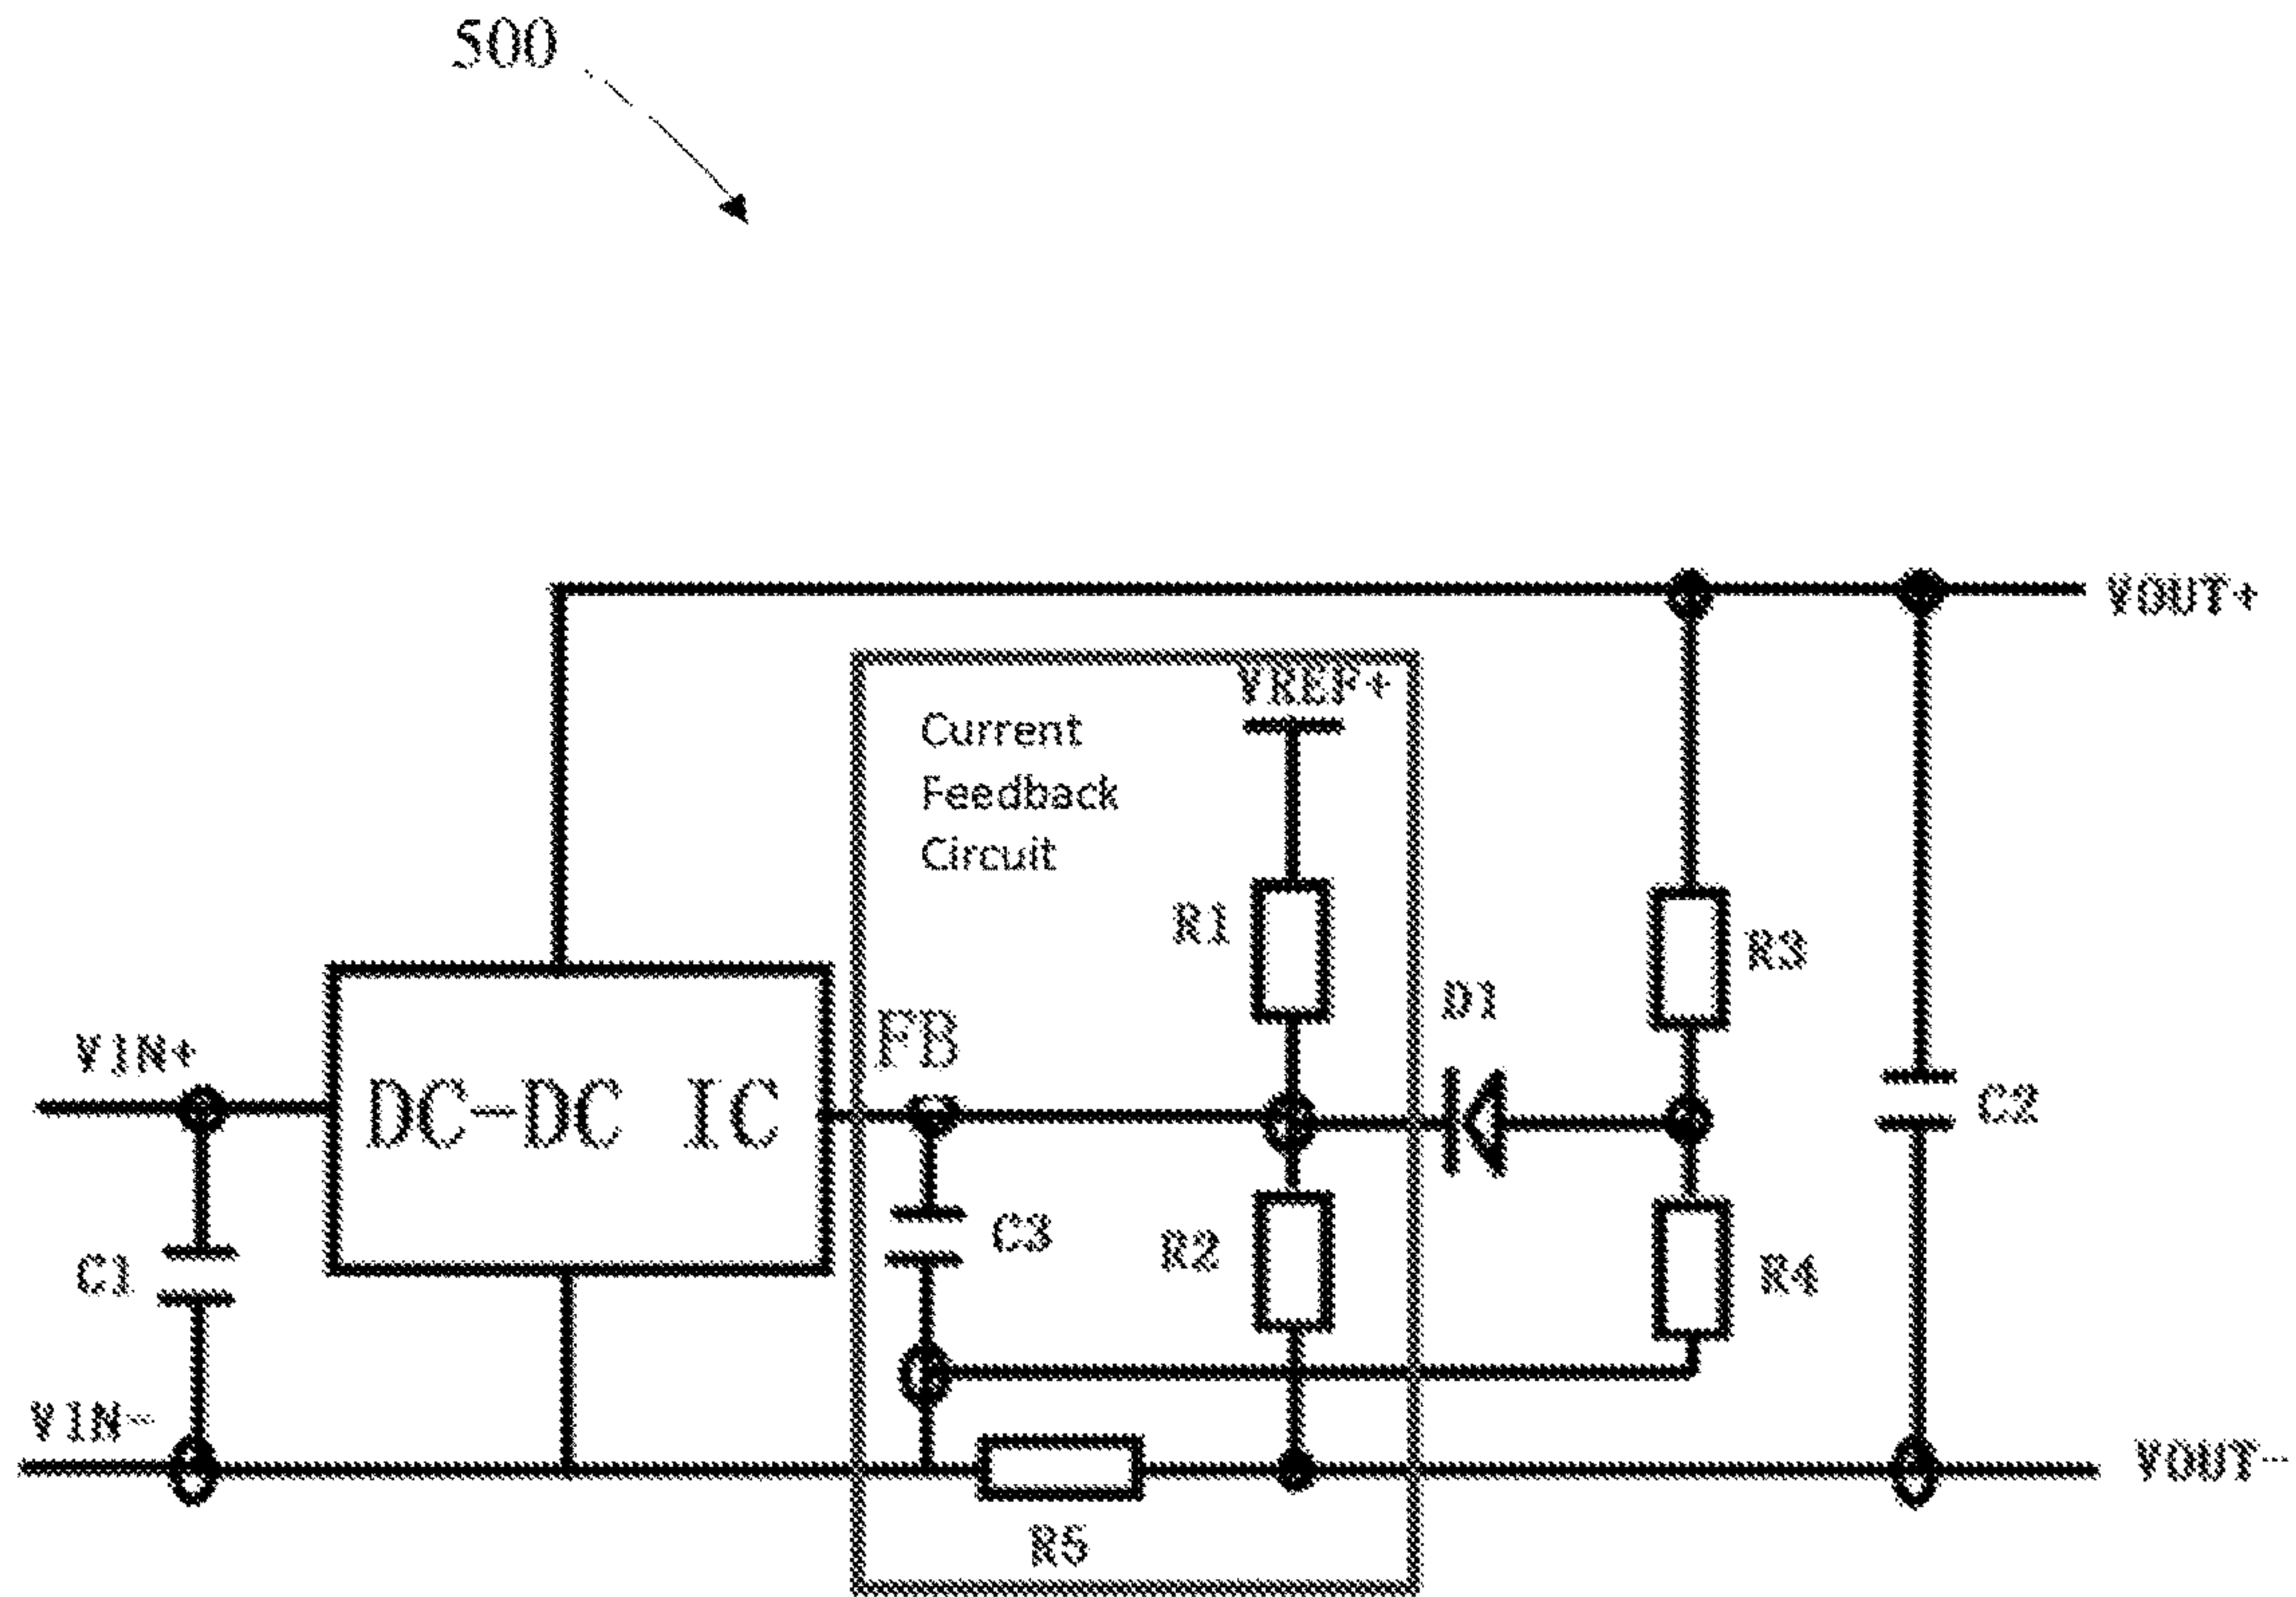 500
VOUT+
VREF+
Current
Feedback
Circuit
R1
R3
D1
FB
VIN+
DC-DC IC
C2
C3
R2
C1
R4
VIN-
VOUT-
R5